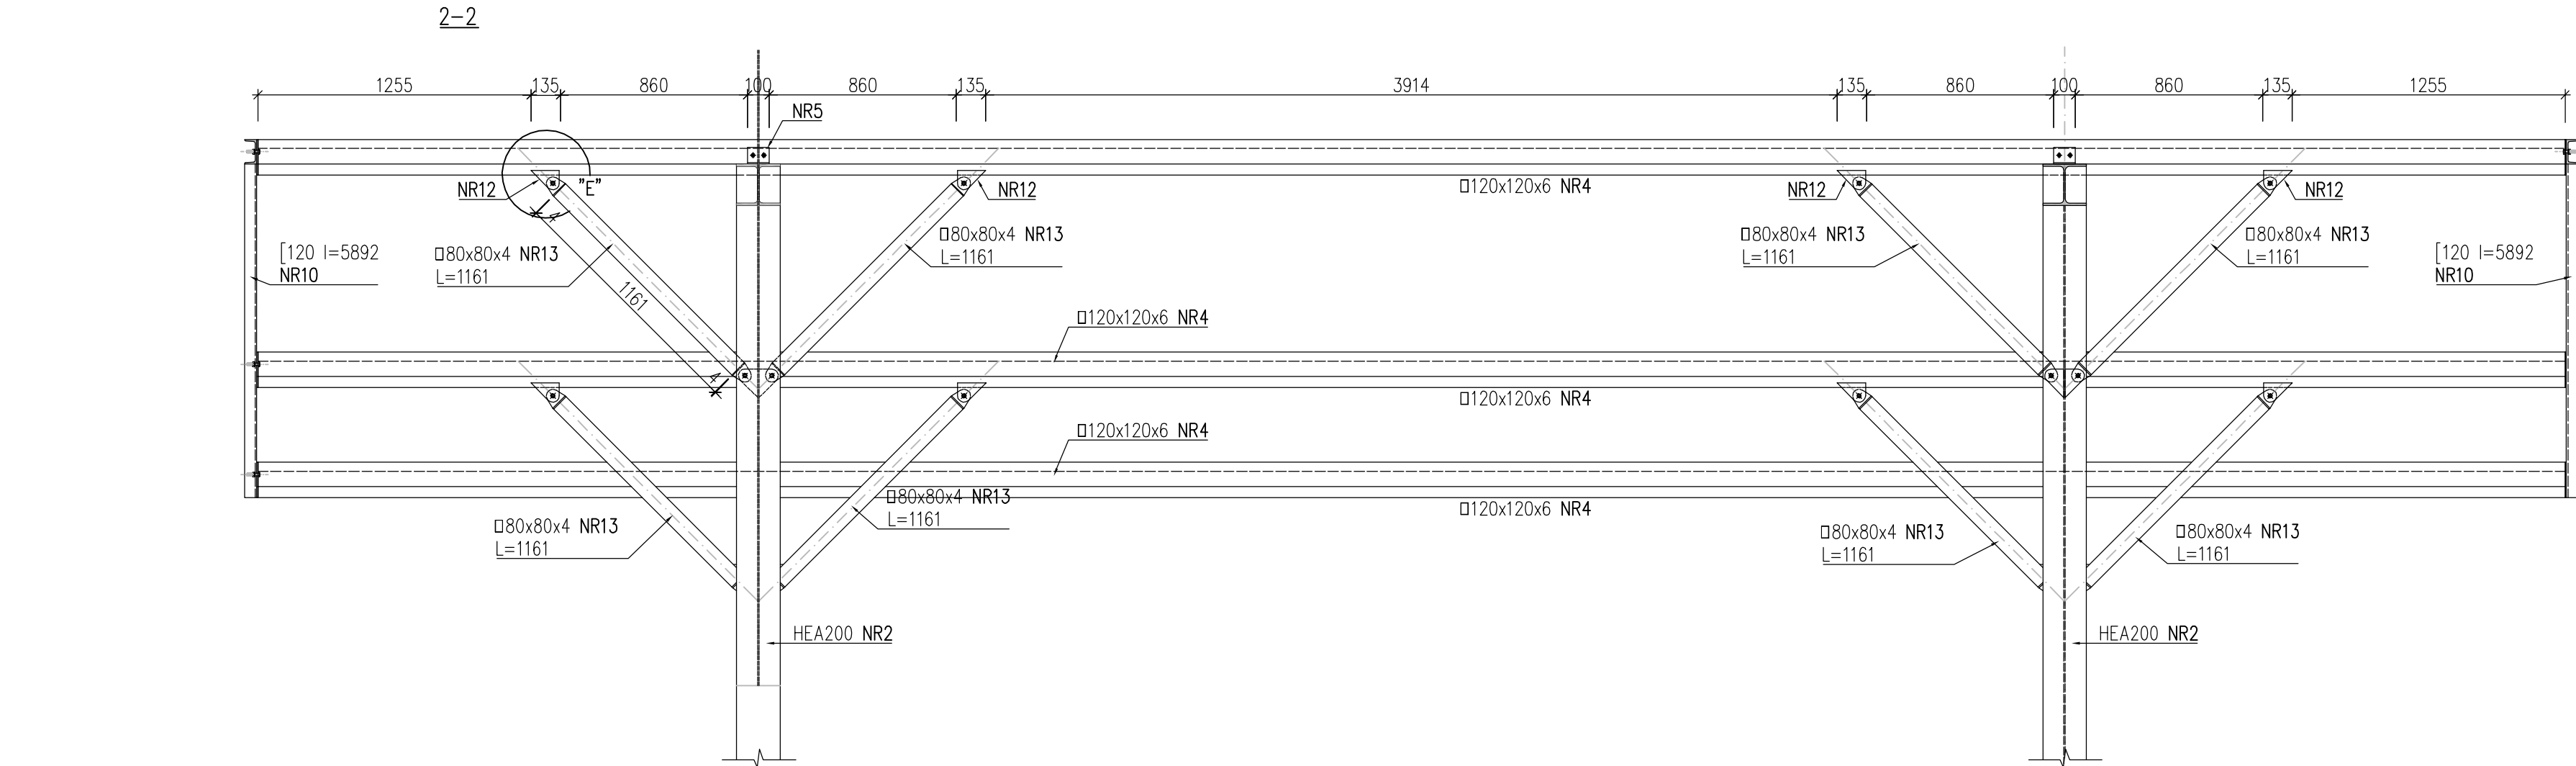 2-2
1255 135 860 100 860 135 3914 135 860 100 860 135 1255
NR5
NR12
"E"
NR12
□120x120x6 NR4
NR12
NR12
4
[120 l=5892
NR10
□80x80x4 NR13
L=1161
□80x80x4 NR13
L=1161
□80x80x4 NR13
L=1161
□80x80x4 NR13
L=1161
[120 l=5892
NR10
1161
□120x120x6 NR4
4
□120x120x6 NR4
□120x120x6 NR4
□80x80x4 NR13
L=1161
□80x80x4 NR13
L=1161
□120x120x6 NR4
□80x80x4 NR13
L=1161
□80x80x4 NR13
L=1161
HEA200 NR2
HEA200 NR2